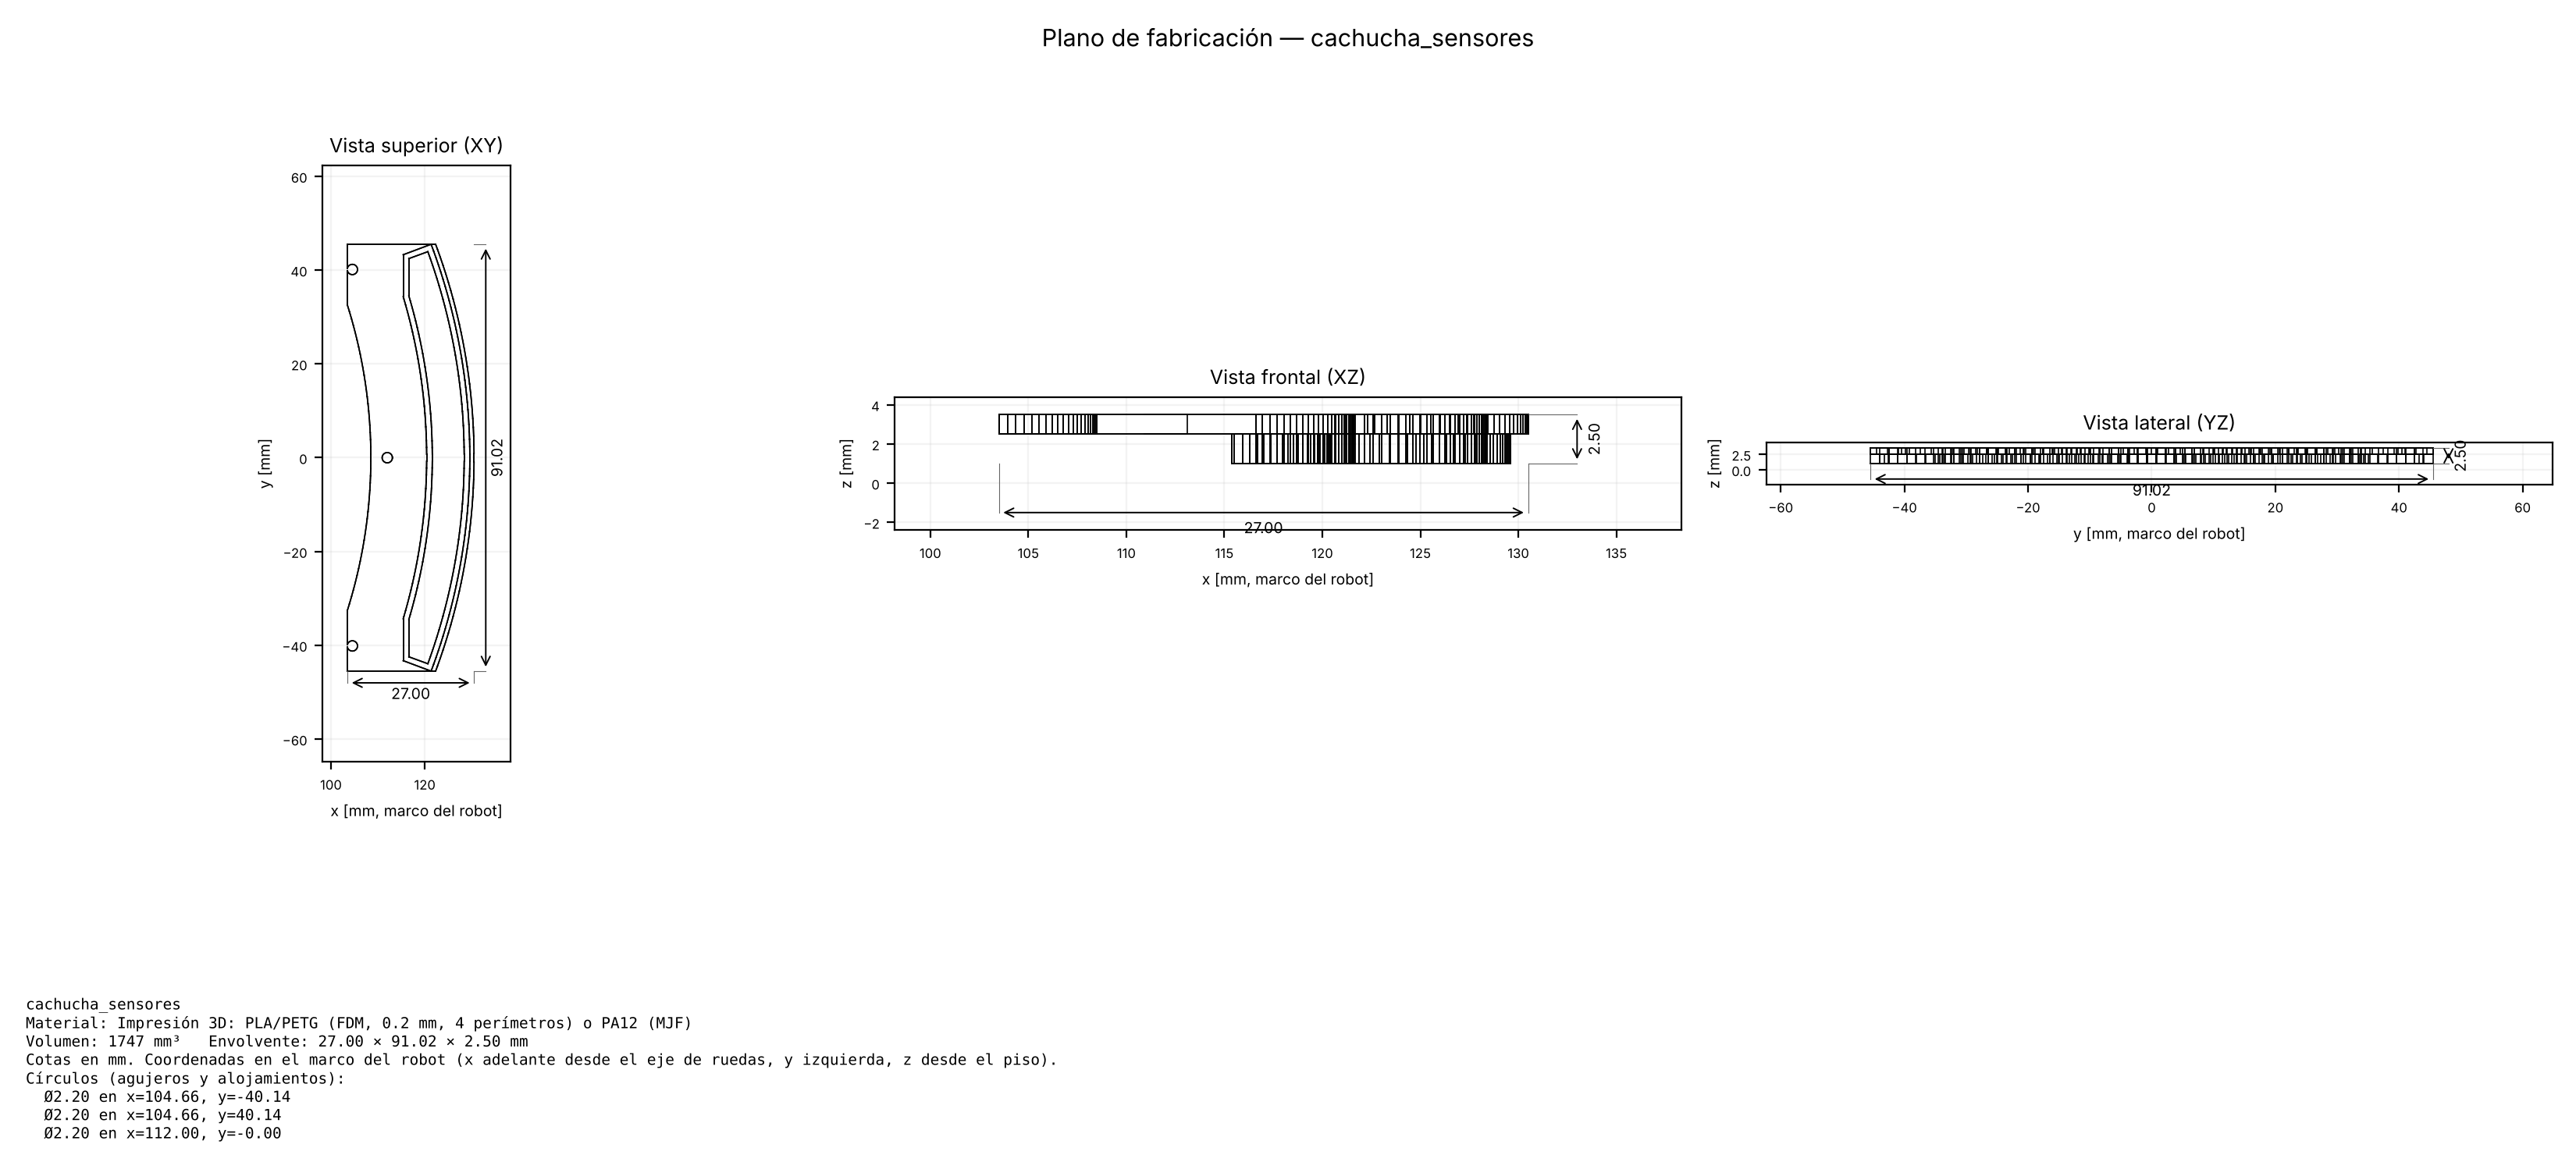 Plano de fabricación — cachucha_sensores
Vista superior (XY)
60
40
20
0
−20
−40
−60
y [mm]
91.02
27.00
100
120
x [mm, marco del robot]
Vista frontal (XZ)
4
2
0
−2
z [mm]
2.50
27.00
100
105
110
115
120
125
130
135
x [mm, marco del robot]
Vista lateral (YZ)
2.5
0.0
z [mm]
2.50
91.02
−60
−40
−20
0
20
40
60
y [mm, marco del robot]
cachucha_sensores
Material: Impresión 3D: PLA/PETG (FDM, 0.2 mm, 4 perímetros) o PA12 (MJF)
Volumen: 1747 mm³   Envolvente: 27.00 × 91.02 × 2.50 mm
Cotas en mm. Coordenadas en el marco del robot (x adelante desde el eje de ruedas, y izquierda, z desde el piso).
Círculos (agujeros y alojamientos):
Ø2.20 en x=104.66, y=-40.14
Ø2.20 en x=104.66, y=40.14
Ø2.20 en x=112.00, y=-0.00